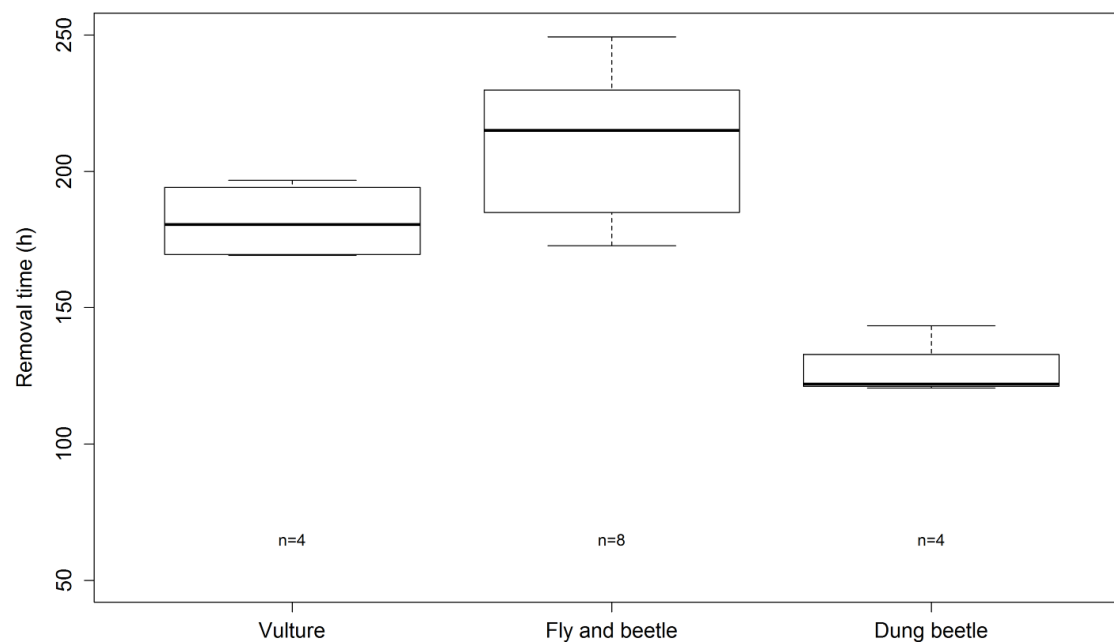 Removal time (h)
250
200
150
100
50
n=4
n=8
n=4
Vulture
Fly and beetle
Dung beetle